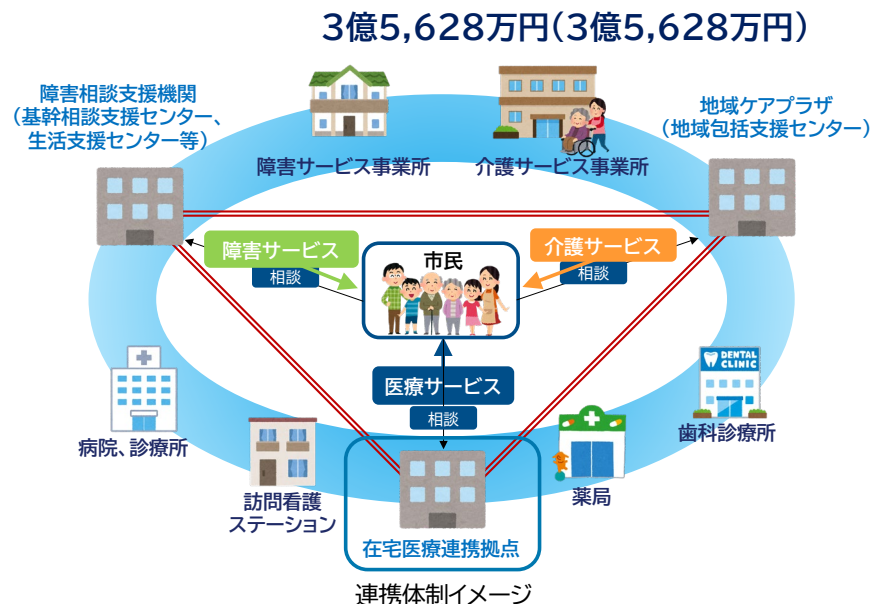 3億5,628万円(3億5,628万円)
障害相談支援機関
(基幹相談支援センター、
生活支援センター等)
地域ケアプラザ
(地域包括支援センター)
障害サービス事業所
介護サービス事業所
障害サービス
相談
市民
介護サービス
相談
医療サービス
相談
DENTAL
CLINIC
病院、診療所
歯科診療所
訪問看護
ステーション
薬局
在宅医療連携拠点
連携体制イメージ